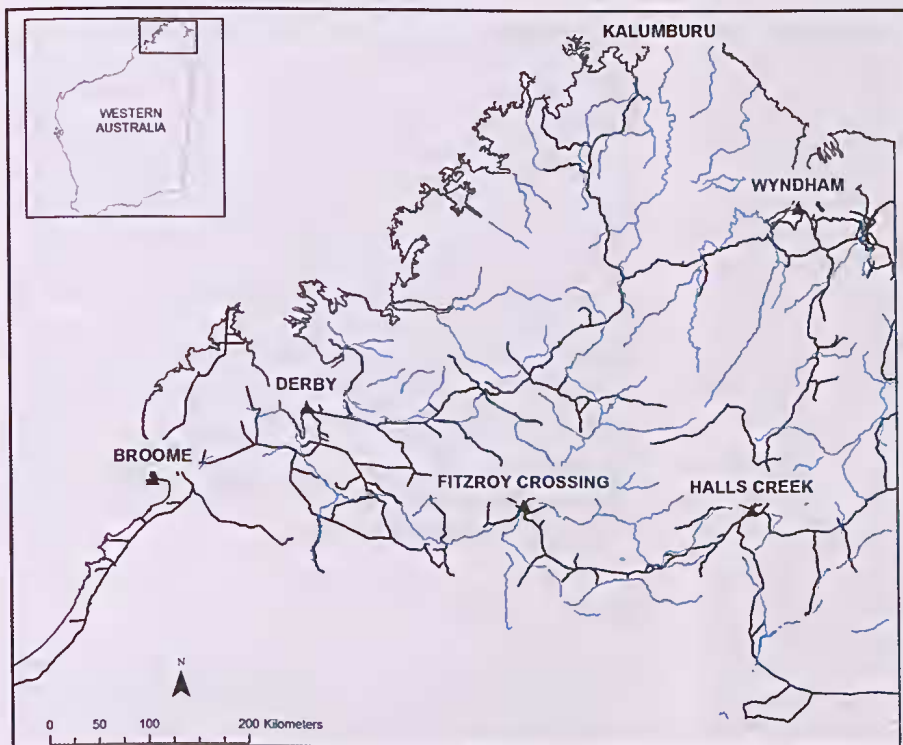 KALUMBURU
WESTERN
AUSTRALIA
WYNDHAM
DERBY
BROOME
FITZROY CROSSING
HALLS CREEK
N
0 50 100 200 Kilometers